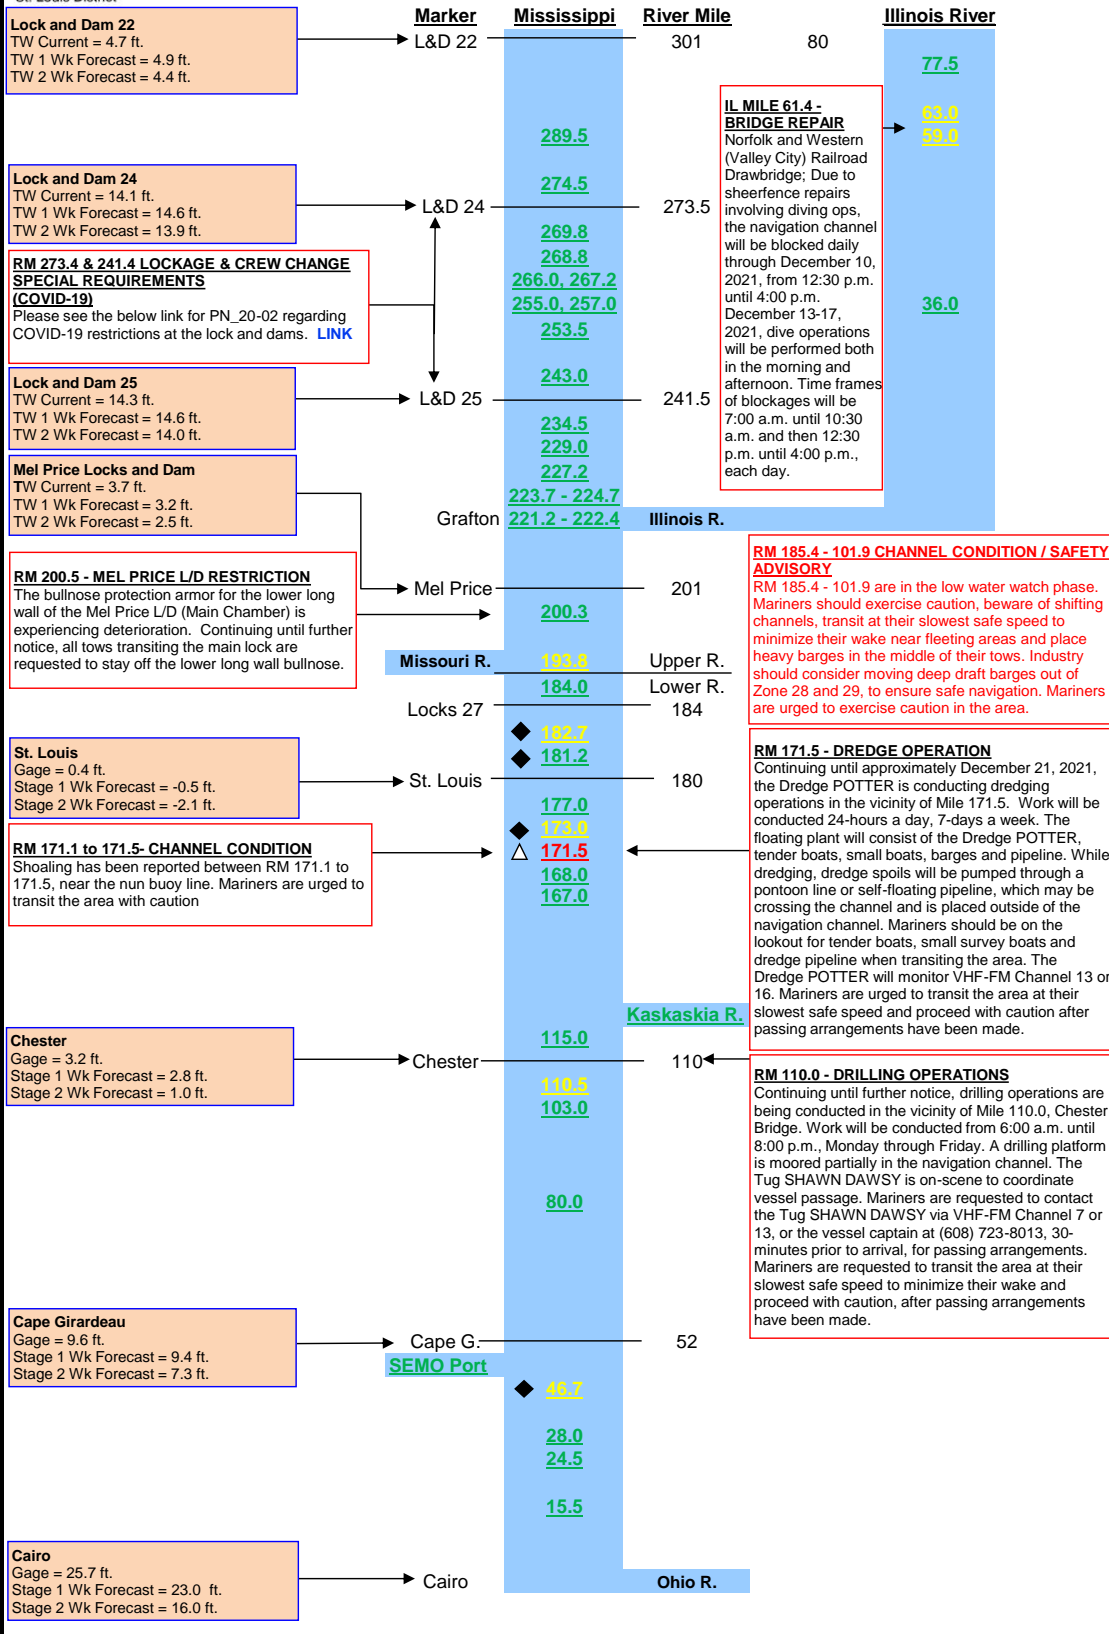 St. Louis District
Marker Mississippi River Mile Illinois River
Lock and Dam 22
TW Current = 4.7 ft.
TW 1 Wk Forecast = 4.9 ft.
TW 2 Wk Forecast = 4.4 ft.
L&D 22 301 80
77.5
63.0
59.0
IL MILE 61.4 -
BRIDGE REPAIR
Norfolk and Western
(Valley City) Railroad
Drawbridge; Due to
sheerfence repairs
involving diving ops,
the navigation channel
will be blocked daily
through December 10,
2021, from 12:30 p.m.
until 4:00 p.m.
December 13-17,
2021, dive operations
will be performed both
in the morning and
afternoon. Time frames
of blockages will be
7:00 a.m. until 10:30
a.m. and then 12:30
p.m. until 4:00 p.m.,
each day.
36.0
289.5
274.5
Lock and Dam 24
TW Current = 14.1 ft.
TW 1 Wk Forecast = 14.6 ft.
TW 2 Wk Forecast = 13.9 ft.
L&D 24 273.5
269.8
268.8
266.0, 267.2
255.0, 257.0
253.5
RM 273.4 & 241.4 LOCKAGE & CREW CHANGE
SPECIAL REQUIREMENTS
(COVID-19)
Please see the below link for PN_20-02 regarding
COVID-19 restrictions at the lock and dams. LINK
243.0
Lock and Dam 25
TW Current = 14.3 ft.
TW 1 Wk Forecast = 14.6 ft.
TW 2 Wk Forecast = 14.0 ft.
L&D 25 241.5
234.5
229.0
227.2
223.7 - 224.7
Grafton 221.2 - 222.4 Illinois R.
Mel Price Locks and Dam
TW Current = 3.7 ft.
TW 1 Wk Forecast = 3.2 ft.
TW 2 Wk Forecast = 2.5 ft.
Mel Price 201
RM 200.5 - MEL PRICE L/D RESTRICTION
The bullnose protection armor for the lower long
wall of the Mel Price L/D (Main Chamber) is
experiencing deterioration. Continuing until further
notice, all tows transiting the main lock are
requested to stay off the lower long wall bullnose.
200.3
RM 185.4 - 101.9 CHANNEL CONDITION / SAFETY
ADVISORY
RM 185.4 - 101.9 are in the low water watch phase.
Mariners should exercise caution, beware of shifting
channels, transit at their slowest safe speed to
minimize their wake near fleeting areas and place
heavy barges in the middle of their tows. Industry
should consider moving deep draft barges out of
Zone 28 and 29, to ensure safe navigation. Mariners
are urged to exercise caution in the area.
Missouri R. 193.8 Upper R.
184.0 Lower R.
Locks 27 184
182.7
181.2
St. Louis
Gage = 0.4 ft.
Stage 1 Wk Forecast = -0.5 ft.
Stage 2 Wk Forecast = -2.1 ft.
St. Louis 180
177.0
173.0
171.5
168.0
167.0
RM 171.1 to 171.5- CHANNEL CONDITION
Shoaling has been reported between RM 171.1 to
171.5, near the nun buoy line. Mariners are urged to
transit the area with caution
RM 171.5 - DREDGE OPERATION
Continuing until approximately December 21, 2021,
the Dredge POTTER is conducting dredging
operations in the vicinity of Mile 171.5. Work will be
conducted 24-hours a day, 7-days a week. The
floating plant will consist of the Dredge POTTER,
tender boats, small boats, barges and pipeline. While
dredging, dredge spoils will be pumped through a
pontoon line or self-floating pipeline, which may be
crossing the channel and is placed outside of the
navigation channel. Mariners should be on the
lookout for tender boats, small survey boats and
dredge pipeline when transiting the area. The
Dredge POTTER will monitor VHF-FM Channel 13 or
16. Mariners are urged to transit the area at their
slowest safe speed and proceed with caution after
passing arrangements have been made.
Kaskaskia R.
115.0
Chester
Gage = 3.2 ft.
Stage 1 Wk Forecast = 2.8 ft.
Stage 2 Wk Forecast = 1.0 ft.
Chester 110
110.5
103.0
RM 110.0 - DRILLING OPERATIONS
Continuing until further notice, drilling operations are
being conducted in the vicinity of Mile 110.0, Chester
Bridge. Work will be conducted from 6:00 a.m. until
8:00 p.m., Monday through Friday. A drilling platform
is moored partially in the navigation channel. The
Tug SHAWN DAWSY is on-scene to coordinate
vessel passage. Mariners are requested to contact
the Tug SHAWN DAWSY via VHF-FM Channel 7 or
13, or the vessel captain at (608) 723-8013, 30-
minutes prior to arrival, for passing arrangements.
Mariners are requested to transit the area at their
slowest safe speed to minimize their wake and
proceed with caution, after passing arrangements
have been made.
80.0
Cape Girardeau
Gage = 9.6 ft.
Stage 1 Wk Forecast = 9.4 ft.
Stage 2 Wk Forecast = 7.3 ft.
Cape G. 52
SEMO Port
46.7
28.0
24.5
15.5
Cairo
Gage = 25.7 ft.
Stage 1 Wk Forecast = 23.0 ft.
Stage 2 Wk Forecast = 16.0 ft.
Cairo Ohio R.